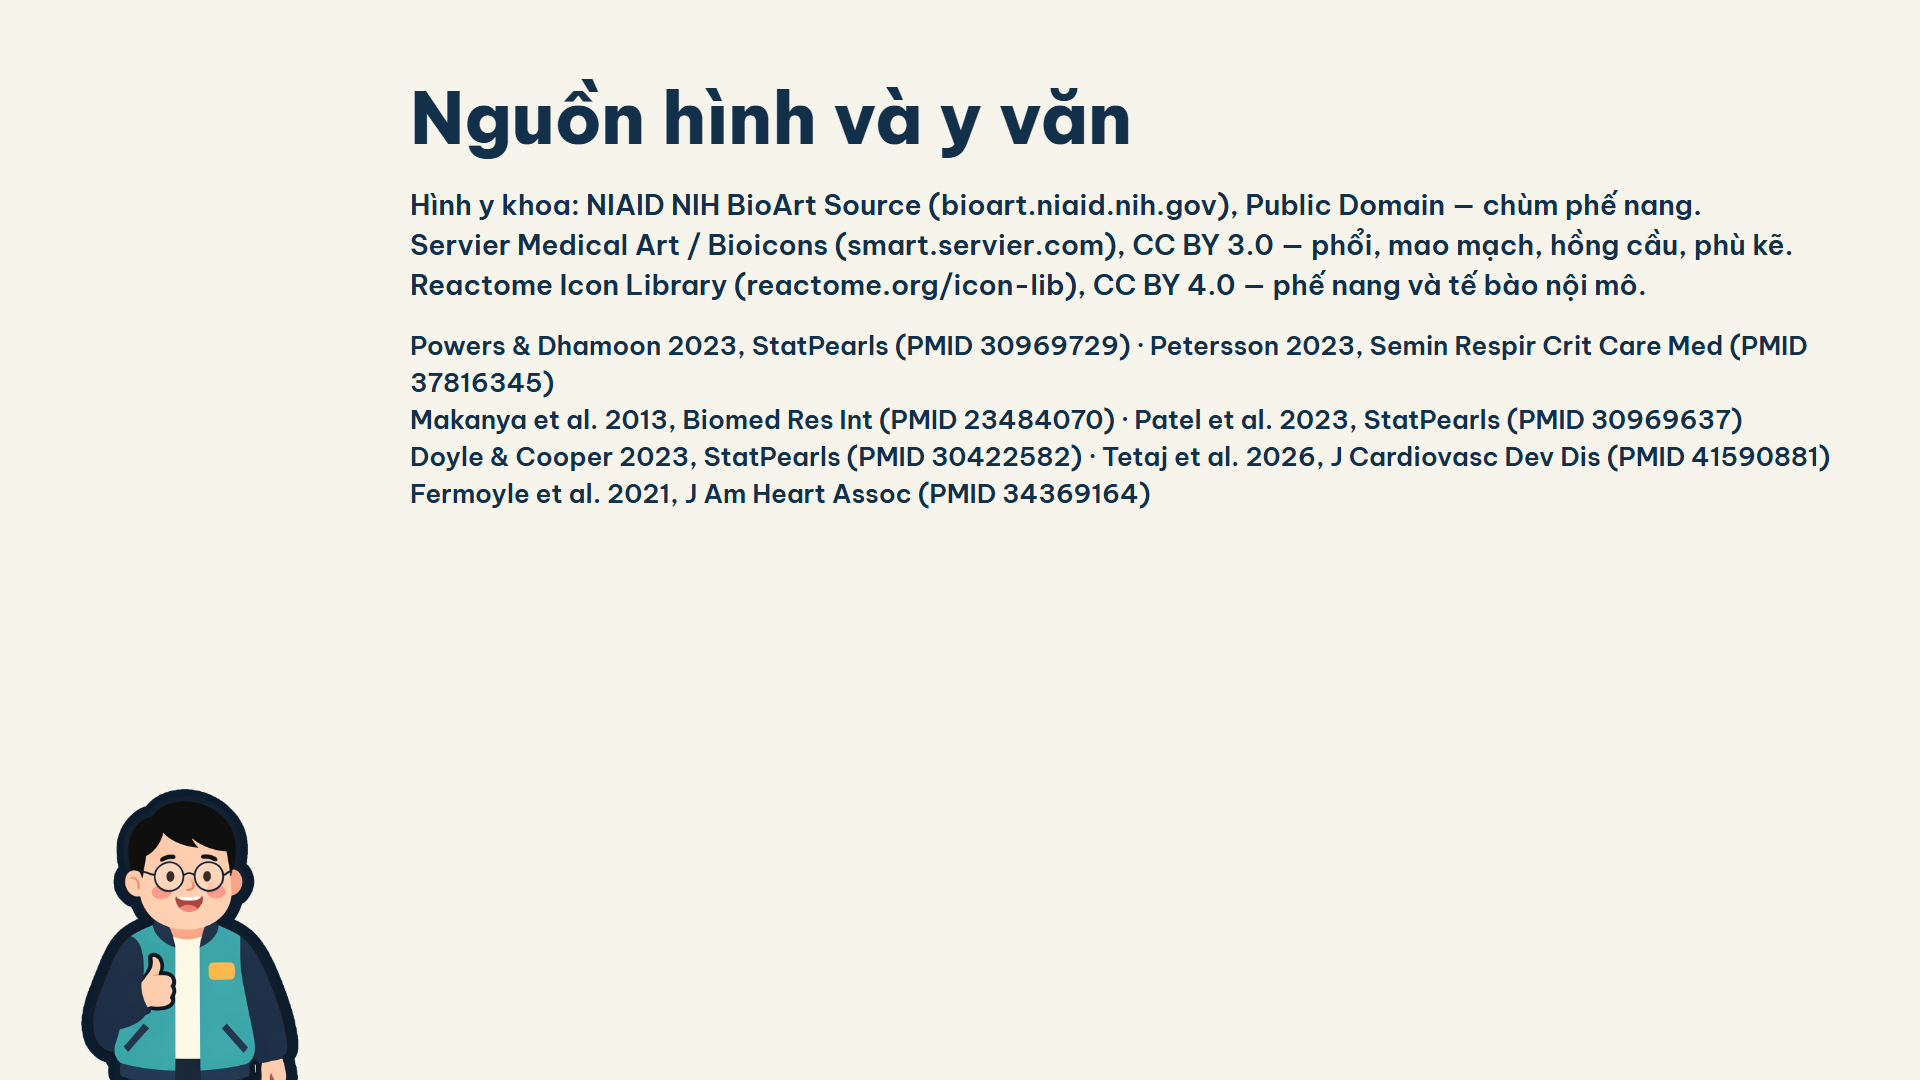 Nguồn hình và y văn
Hình y khoa: NIAID NIH BioArt Source (bioart.niaid.nih.gov), Public Domain — chùm phế nang.
Servier Medical Art / Bioicons (smart.servier.com), CC BY 3.0 — phổi, mao mạch, hồng cầu, phù kẽ.
Reactome Icon Library (reactome.org/icon-lib), CC BY 4.0 — phế nang và tế bào nội mô.
Powers & Dhamoon 2023, StatPearls (PMID 30969729) · Petersson 2023, Semin Respir Crit Care Med (PMID
37816345)
Makanya et al. 2013, Biomed Res Int (PMID 23484070) · Patel et al. 2023, StatPearls (PMID 30969637)
Doyle & Cooper 2023, StatPearls (PMID 30422582) · Tetaj et al. 2026, J Cardiovasc Dev Dis (PMID 41590881)
Fermoyle et al. 2021, J Am Heart Assoc (PMID 34369164)